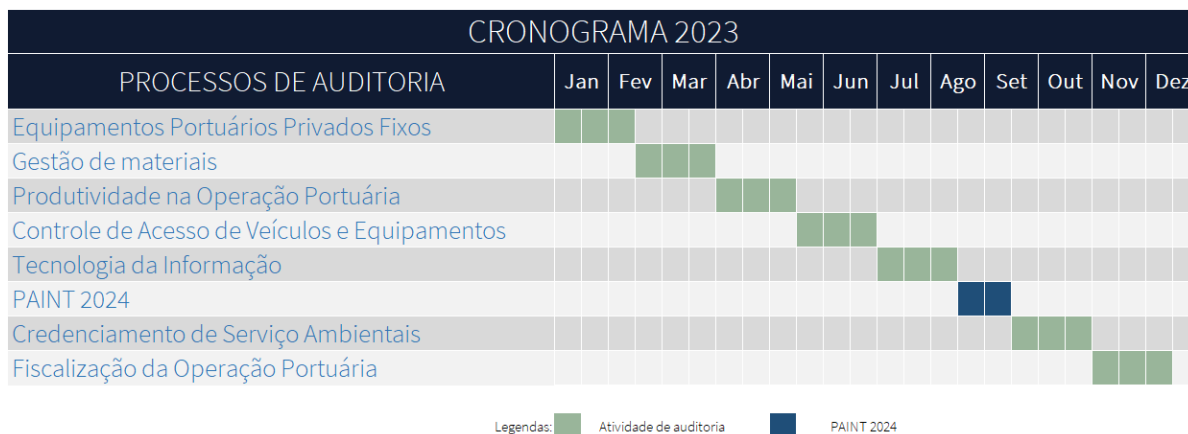 CRONOGRAMA 2023
PROCESSOS DE AUDITORIA Jan Fev Mar Abr Mai Jun Jul Ago Set Out Nov Dez
Equipamentos Portuários Privados Fixos
Gestão de materiais
Produtividade na Operação Portuária
Controle de Acesso de Veículos e Equipamentos
Tecnologia da Informação
PAINT 2024
Credenciamento de Serviço Ambientais
Fiscalização da Operação Portuária
Legendas: Atividade de auditoria PAINT 2024